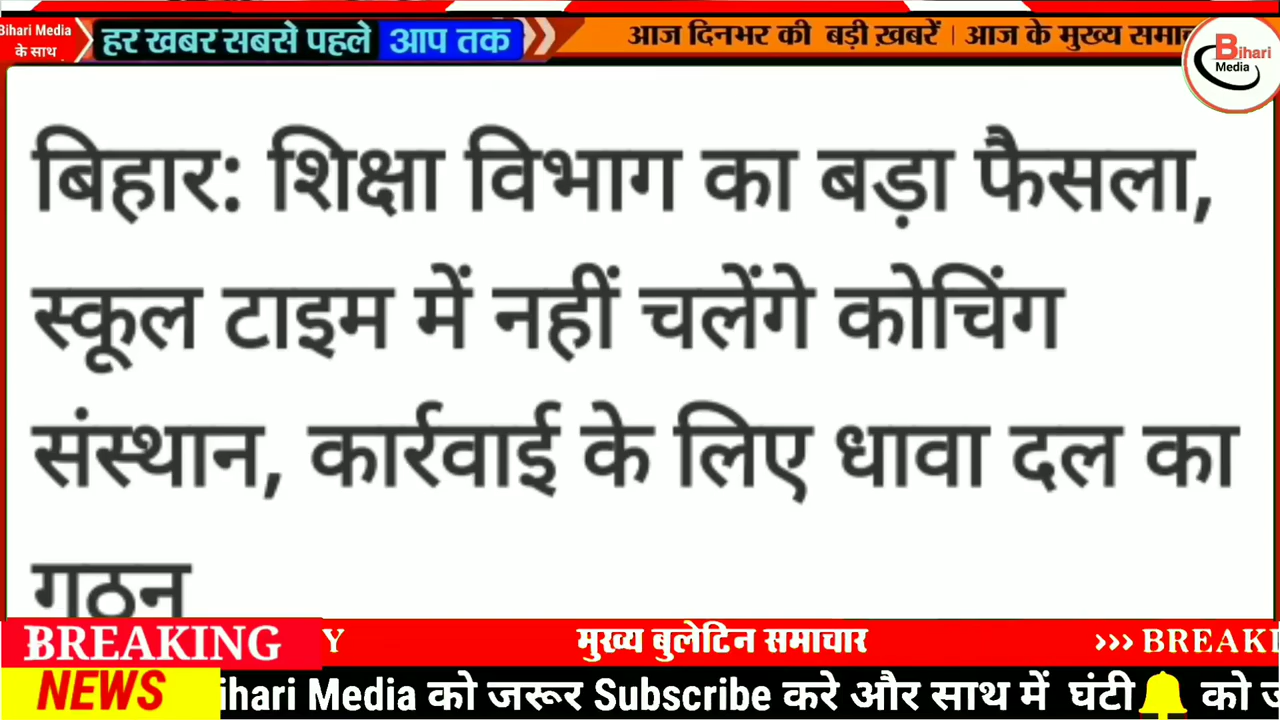 Bihari Media
के साथ
हर खबर सबसे पहले आप तक
आज दिनभर की बड़ी ख़बरें | आज के मुख्य
Bihari
Media
बिहार: शिक्षा विभाग का बड़ा फैसला,
स्कूल टाइम में नहीं चलेंगे कोचिंग
संस्थान, कार्रवाई के लिए धावा दल का
गठन
BREAKING
NEWS
Y मुख्य बुलेटिन समाचार >>> BREAKI
ihari Media को जरूर Subscribe करे और साथ में घंटी🔔 को